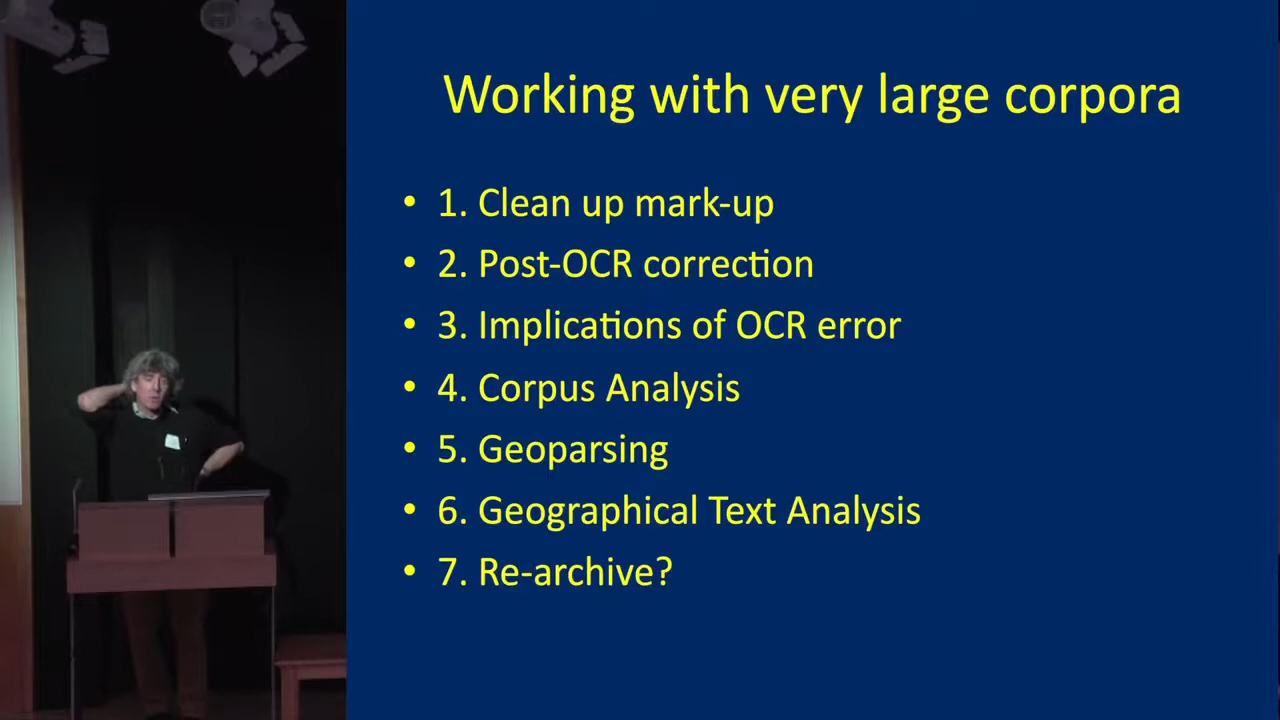 Working with very large corpora
• 1. Clean up mark-up
• 2. Post-OCR correction
• 3. Implications of OCR error
• 4. Corpus Analysis
• 5. Geoparsing
• 6. Geographical Text Analysis
• 7. Re-archive?